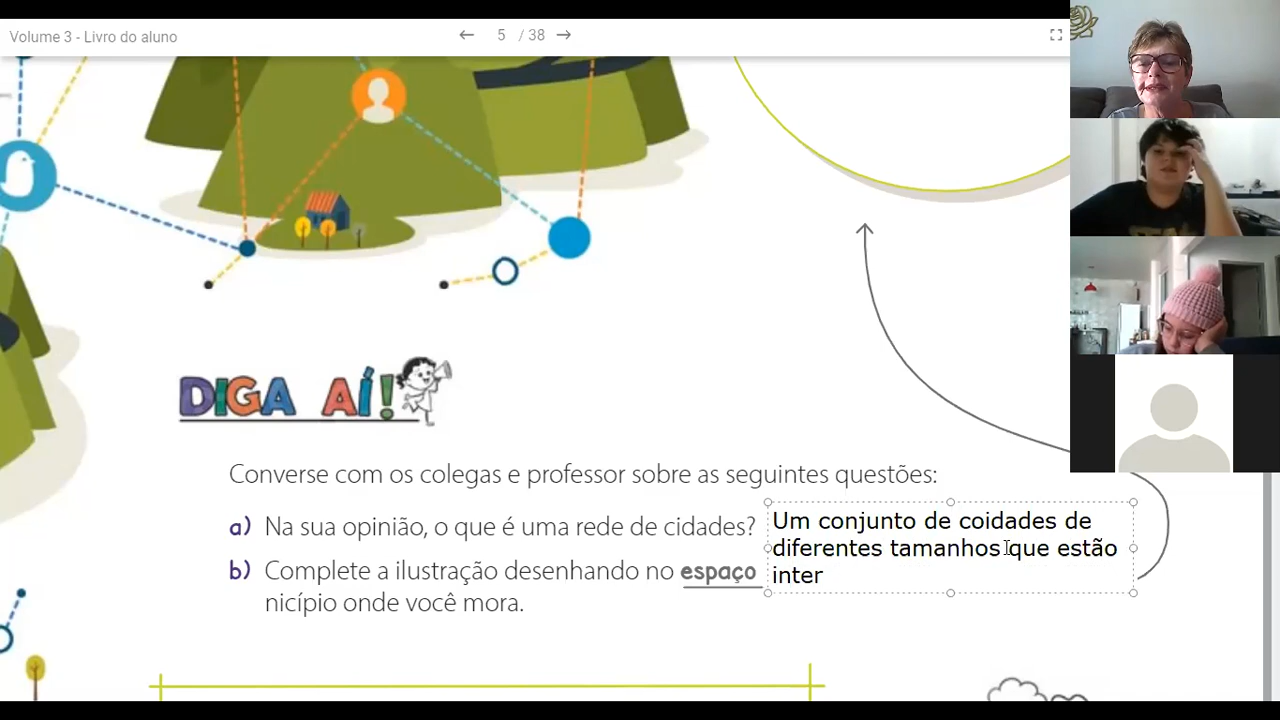 Volume 3 - Livro do aluno
5 / 38
DIGA AÍ!
Converse com os colegas e professor sobre as seguintes questões:
a) Na sua opinião, o que é uma rede de cidades?
b) Complete a ilustração desenhando no espaço
nicípio onde você mora.
Um conjunto de coidades de
diferentes tamanhos que estão
inter